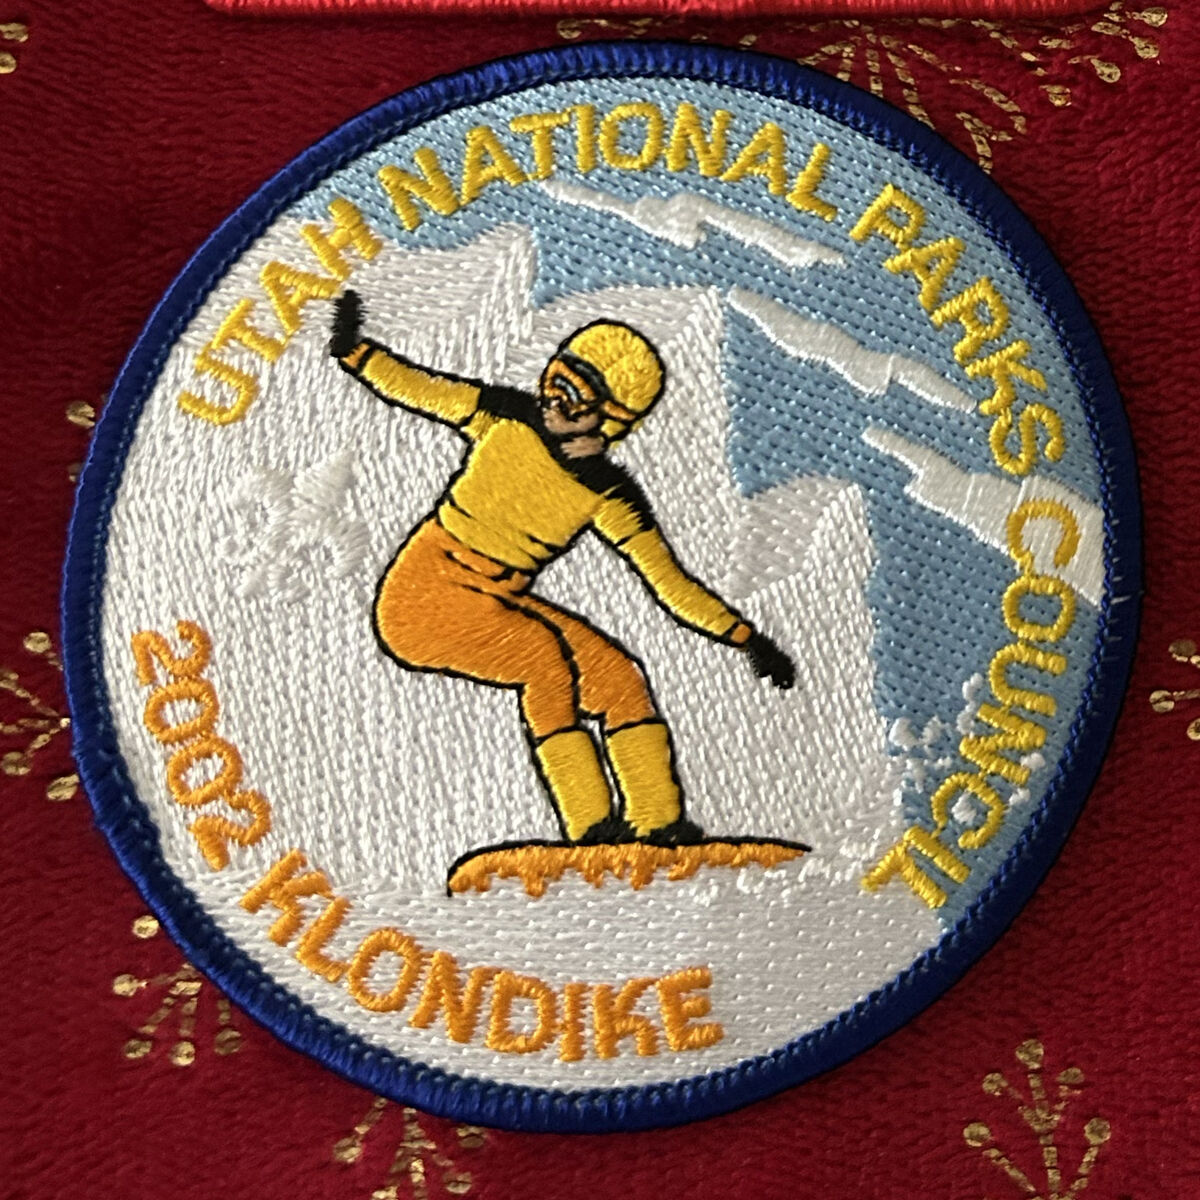 UTAH NATIONAL PARKS COUNCIL
2002 KLONDIKE